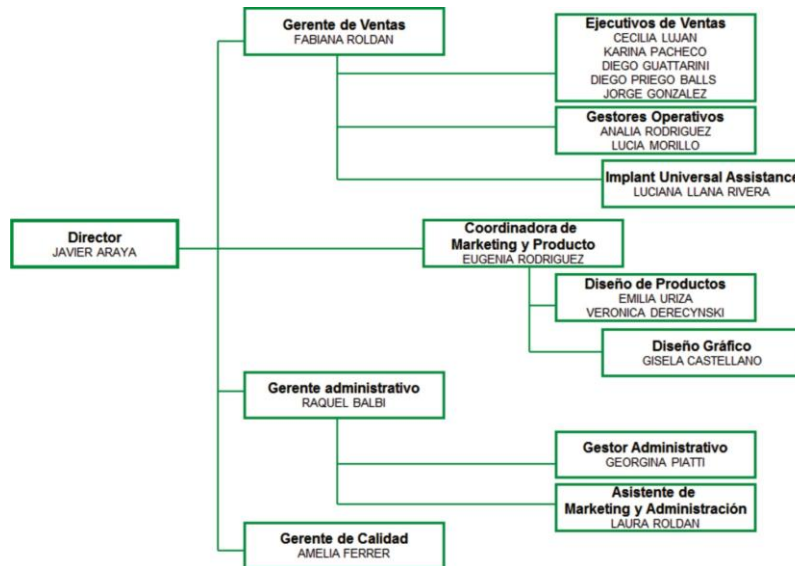 Gerente de Ventas
FABIANA ROLDAN
Ejecutivos de Ventas
CECILIA LUJAN
KARINA PACHECO
DIEGO GUATTARINI
DIEGO PRIEGO BALLS
JORGE GONZALEZ
Gestores Operativos
ANALIA RODRIGUEZ
LUCIA MORILLO
Implant Universal Assistance
LUCIANA LLANA RIVERA
Director
JAVIER ARAYA
Coordinadora de
Marketing y Producto
EUGENIA RODRIGUEZ
Diseño de Productos
EMILIA URIZA
VERONICA DERECYNSKI
Diseño Gráfico
GISELA CASTELLANO
Gerente administrativo
RAQUEL BALBI
Gestor Administrativo
GEORGINA PIATTI
Asistente de
Marketing y Administración
LAURA ROLDAN
Gerente de Calidad
AMELIA FERRER